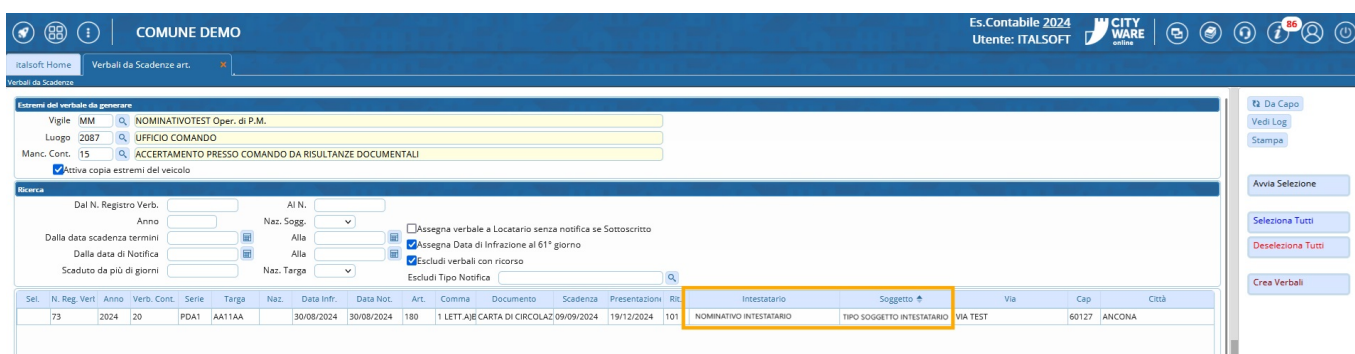 COMUNE DEMO
Es.Contabile 2024
Utente: ITALSOFT
CITY
WARE
online
86
italsoft Home
Verbali da Scadenze art.
Verbali da Scadenze
Estremi del verbale da generare
Vigile MM NOMINATIVOTEST Oper. di P.M.
Luogo 2087 UFFICIO COMANDO
Manc. Cont. 15 ACCERTAMENTO PRESSO COMANDO DA RISULTANZE DOCUMENTALI
Attiva copia estremi del veicolo
Ricerca
Dal N. Registro Verb. Al N.
Anno Naz. Sogg.
Assegna verbale a Locatario senza notifica se Sottoscritto
Dalla data scadenza termini Alla
Assegna Data di Infrazione al 61° giorno
Dalla data di Notifica Alla
Escludi verbali con ricorso
Scaduto da più di giorni Naz. Targa
Escludi Tipo Notifica
Sel. N. Reg. Vert Anno Verb. Cont. Serie Targa Naz. Data Infr. Data Not. Art. Comma Documento Scadenza Presentazione Rit. Intestatario Soggetto Via Cap Città
73 2024 20 PDA1 AA11AA 30/08/2024 30/08/2024 180 1 LETT.A)B CARTA DI CIRCOLAZ 09/09/2024 19/12/2024 101 NOMINATIVO INTESTATARIO TIPO SOGGETTO INTESTATARIO VIA TEST 60127 ANCONA
Da Capo
Vedi Log
Stampa
Avvia Selezione
Seleziona Tutti
Deseleziona Tutti
Crea Verbali